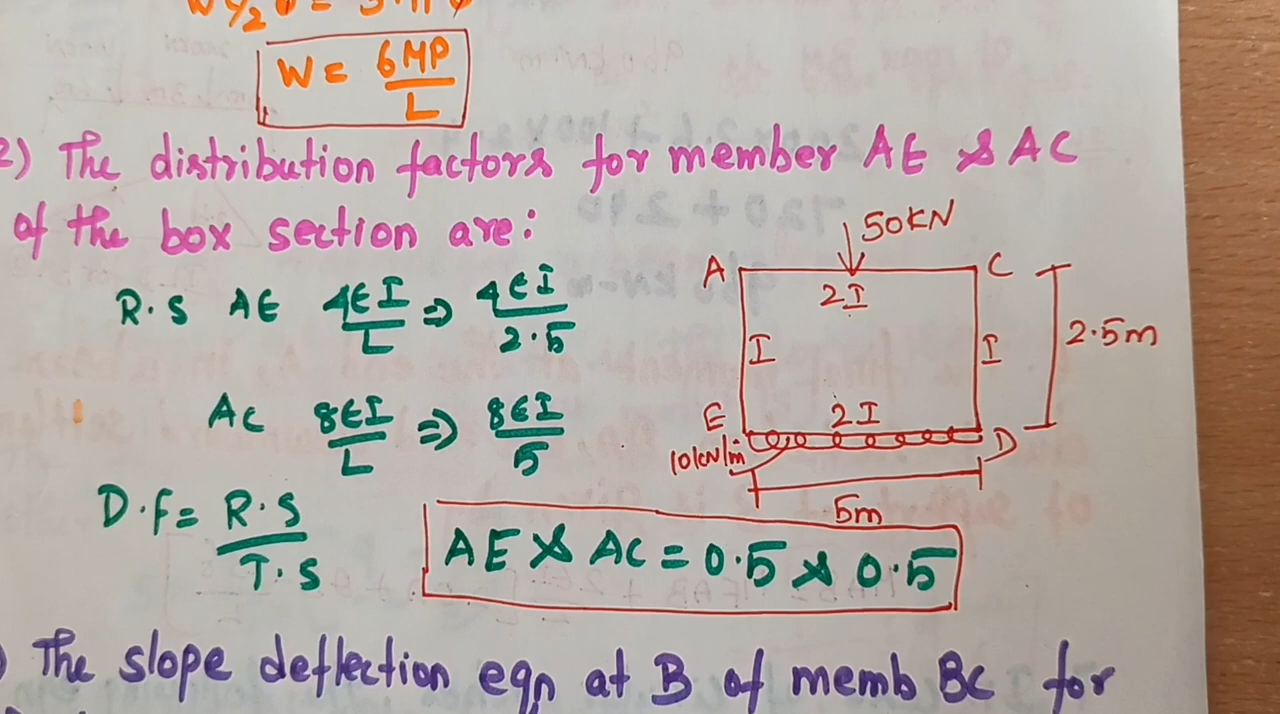 W = 6MP/L
2) The distribution factors for member AE & AC
of the box section are:
50KN
A
C
2I
R.S AE 4EI/L ⇒ 4EI/2.5
I
I
2.5m
AC 8EI/L ⇒ 8EI/5
E
2I
D
10kN/m
5m
D.F = R.S/T.S
AE & AC = 0.5 & 0.5
The slope deflection eqn at B of memb BC for